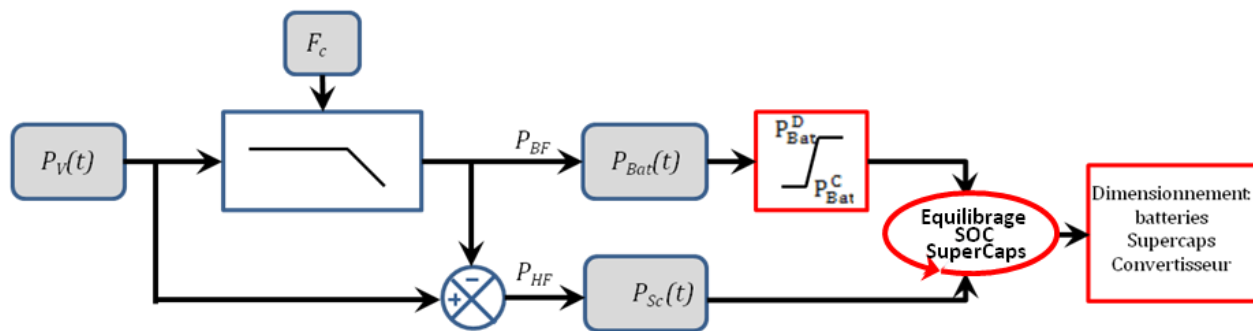 F_c
P_V(t)
P_BF
P_Bat(t)
P^D_Bat
P^C_Bat
Equilibrage
SOC
SuperCaps
Dimensionnement:
batteries
Supercaps
Convertisseur
−
+
P_HF
P_Sc(t)